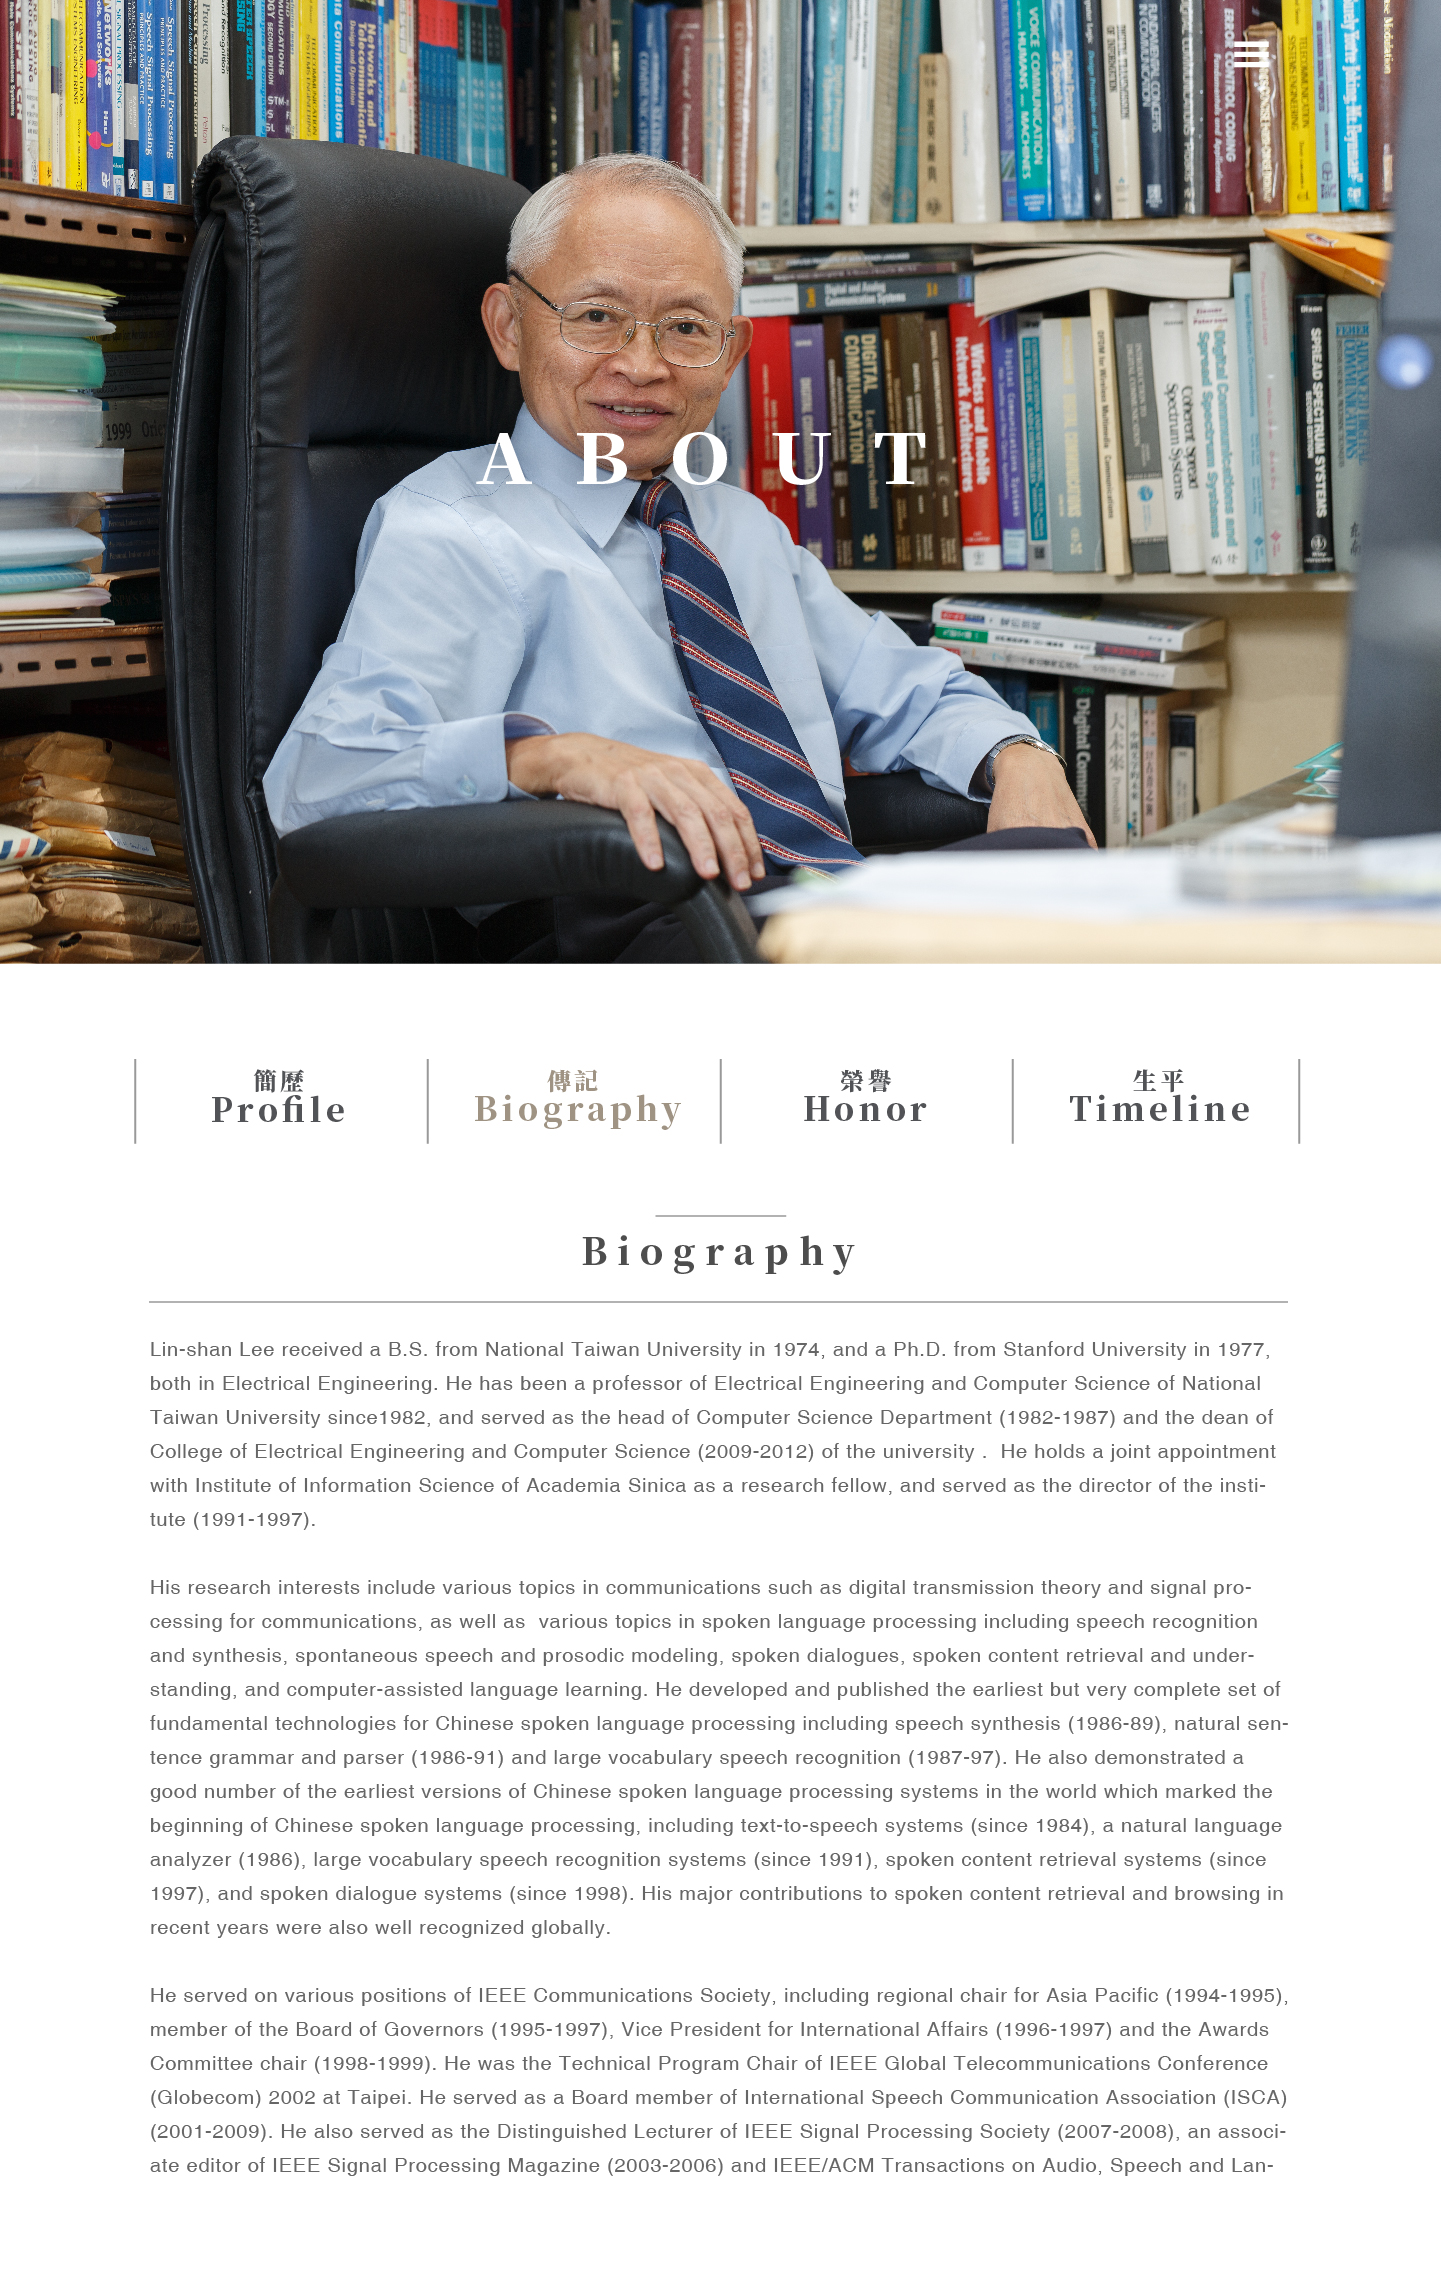 ABOUT
簡歷
Profile
傳記
Biography
榮譽
Honor
生平
Timeline
Biography
Lin-shan Lee received a B.S. from National Taiwan University in 1974, and a Ph.D. from Stanford University in 1977,
both in Electrical Engineering. He has been a professor of Electrical Engineering and Computer Science of National
Taiwan University since1982, and served as the head of Computer Science Department (1982-1987) and the dean of
College of Electrical Engineering and Computer Science (2009-2012) of the university .  He holds a joint appointment
with Institute of Information Science of Academia Sinica as a research fellow, and served as the director of the insti-
tute (1991-1997).
His research interests include various topics in communications such as digital transmission theory and signal pro-
cessing for communications, as well as  various topics in spoken language processing including speech recognition
and synthesis, spontaneous speech and prosodic modeling, spoken dialogues, spoken content retrieval and under-
standing, and computer-assisted language learning. He developed and published the earliest but very complete set of
fundamental technologies for Chinese spoken language processing including speech synthesis (1986-89), natural sen-
tence grammar and parser (1986-91) and large vocabulary speech recognition (1987-97). He also demonstrated a
good number of the earliest versions of Chinese spoken language processing systems in the world which marked the
beginning of Chinese spoken language processing, including text-to-speech systems (since 1984), a natural language
analyzer (1986), large vocabulary speech recognition systems (since 1991), spoken content retrieval systems (since
1997), and spoken dialogue systems (since 1998). His major contributions to spoken content retrieval and browsing in
recent years were also well recognized globally.
He served on various positions of IEEE Communications Society, including regional chair for Asia Pacific (1994-1995),
member of the Board of Governors (1995-1997), Vice President for International Affairs (1996-1997) and the Awards
Committee chair (1998-1999). He was the Technical Program Chair of IEEE Global Telecommunications Conference
(Globecom) 2002 at Taipei. He served as a Board member of International Speech Communication Association (ISCA)
(2001-2009). He also served as the Distinguished Lecturer of IEEE Signal Processing Society (2007-2008), an associ-
ate editor of IEEE Signal Processing Magazine (2003-2006) and IEEE/ACM Transactions on Audio, Speech and Lan-